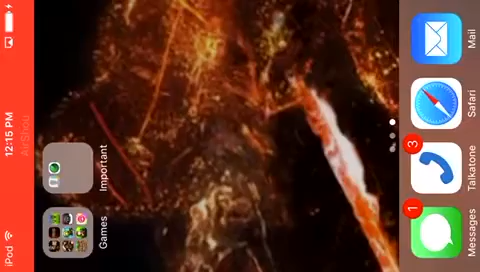 iPod
12:15 PM
AirShou
Games
Important
1
Messages
3
Talkatone
Safari
Mail